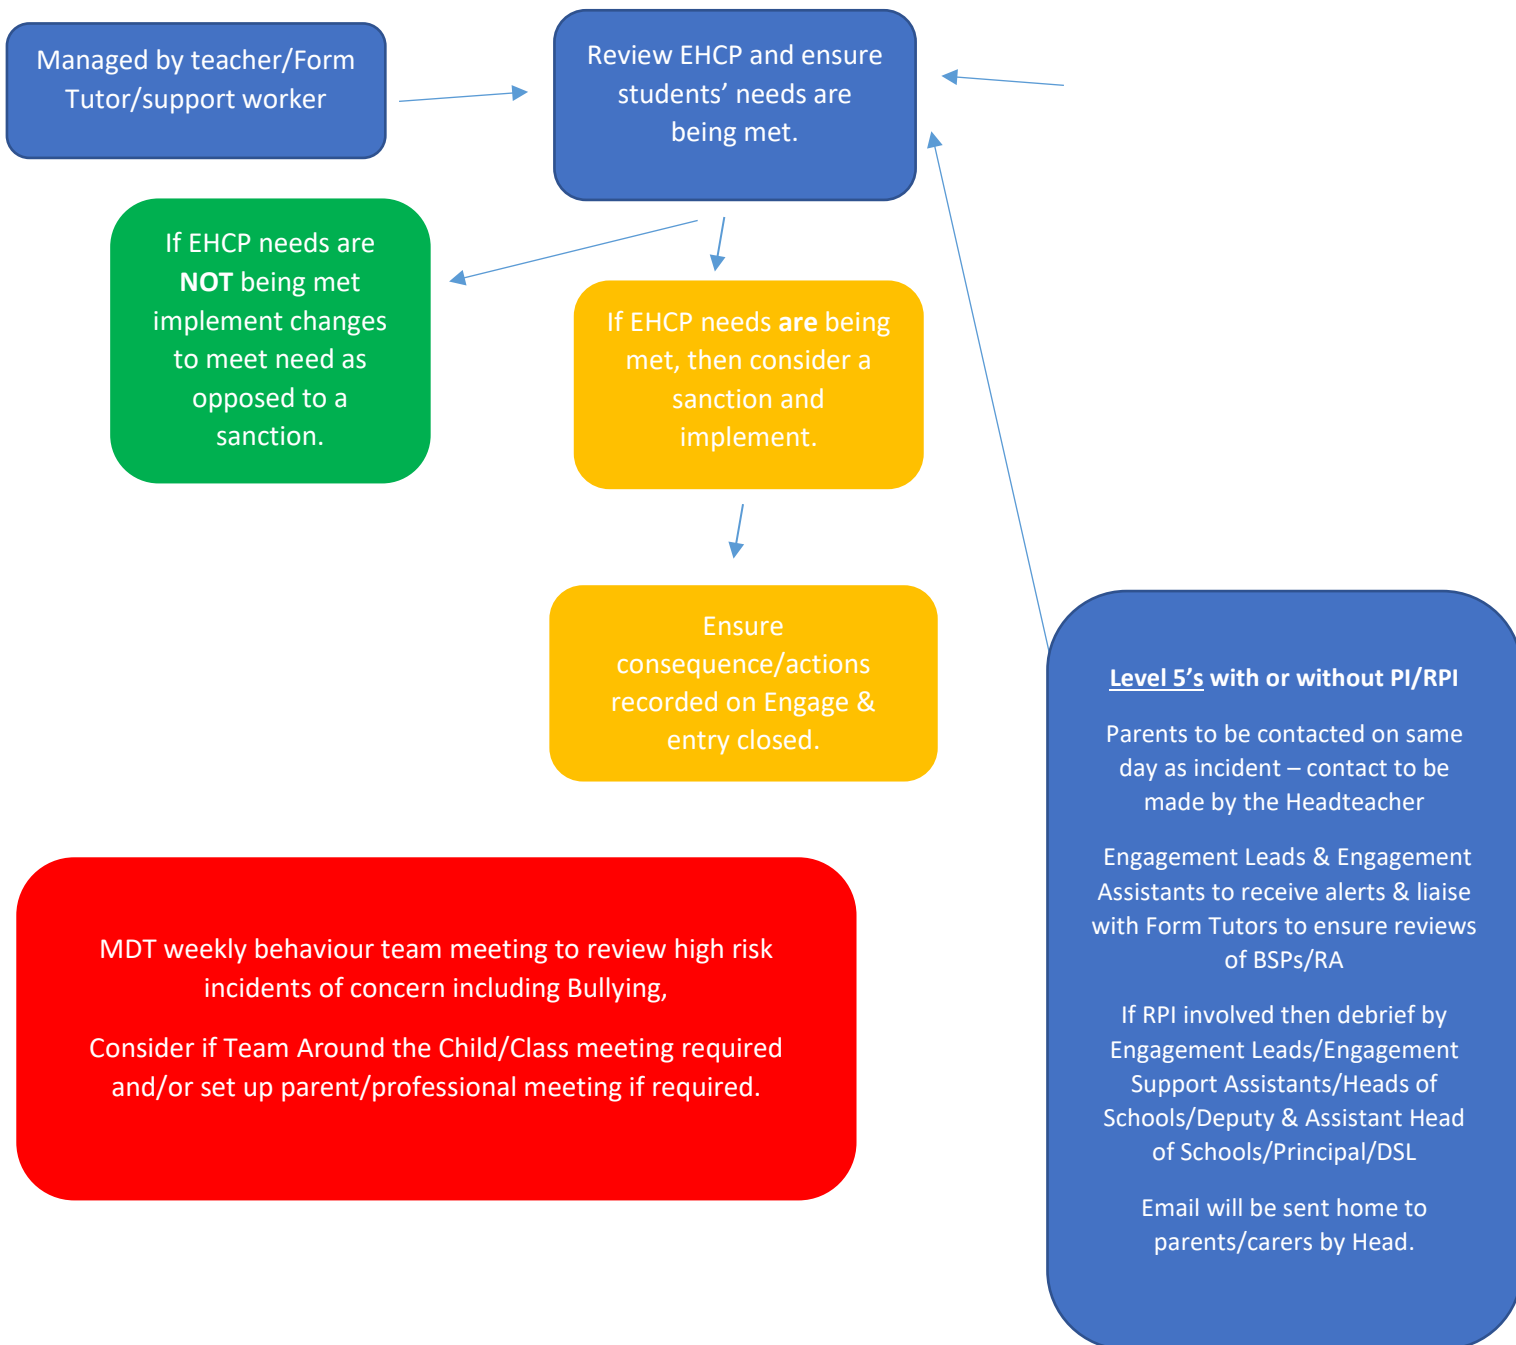 Managed by teacher/Form
Tutor/support worker
Review EHCP and ensure
students’ needs are
being met.
If EHCP needs are
NOT being met
implement changes
to meet need as
opposed to a
sanction.
If EHCP needs are being
met, then consider a
sanction and
implement.
Ensure
consequence/actions
recorded on Engage &
entry closed.
Level 5’s with or without PI/RPI
Parents to be contacted on same
day as incident – contact to be
made by the Headteacher
Engagement Leads & Engagement
Assistants to receive alerts & liaise
with Form Tutors to ensure reviews
of BSPs/RA
If RPI involved then debrief by
Engagement Leads/Engagement
Support Assistants/Heads of
Schools/Deputy & Assistant Head
of Schools/Principal/DSL
Email will be sent home to
parents/carers by Head.
MDT weekly behaviour team meeting to review high risk
incidents of concern including Bullying,
Consider if Team Around the Child/Class meeting required
and/or set up parent/professional meeting if required.